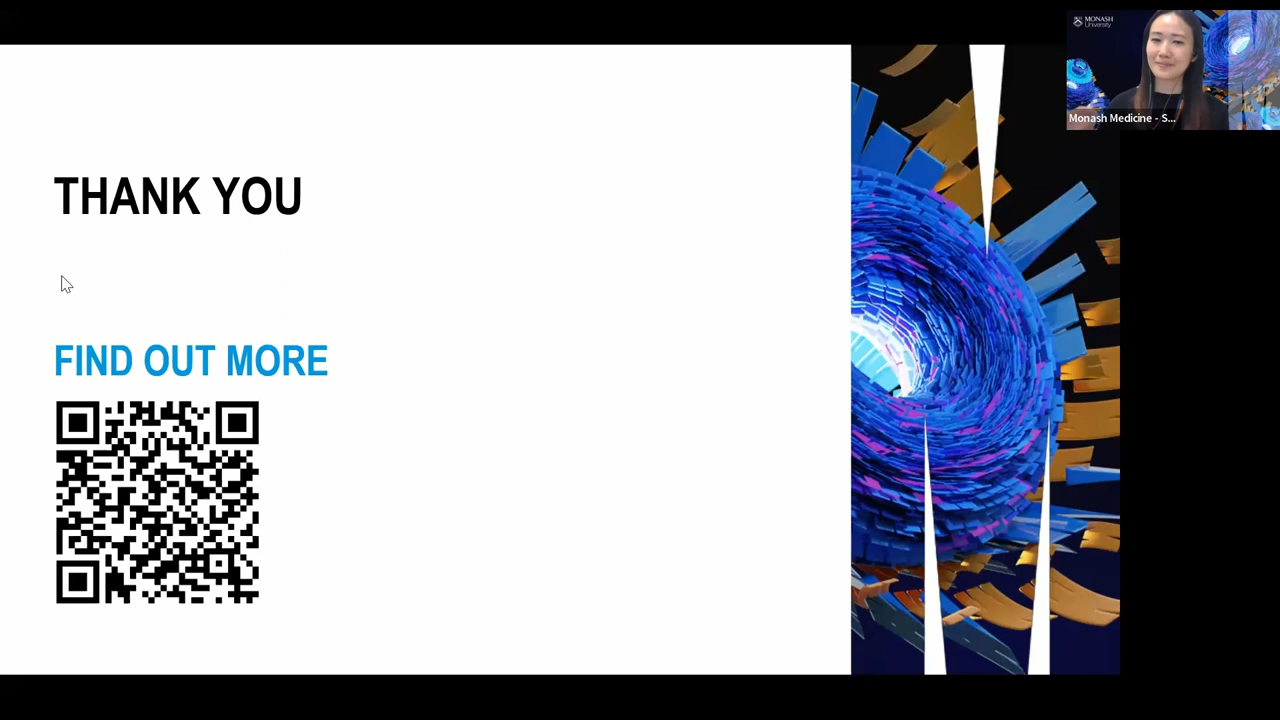 MONASH
University
Monash Medicine - S...
THANK YOU
FIND OUT MORE